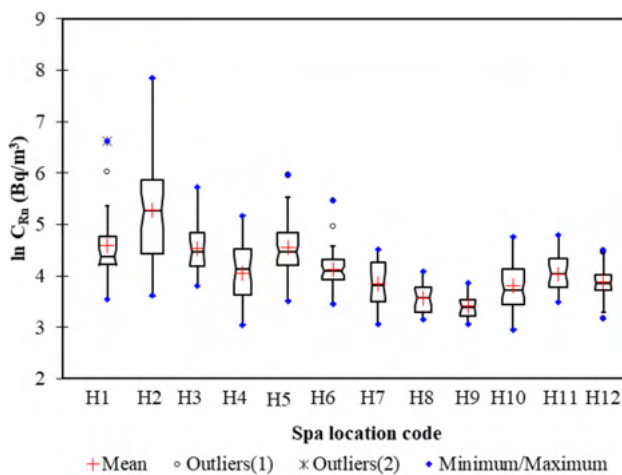 9
8
7
6
5
4
3
2
ln C_Rn (Bq/m³)
H1 H2 H3 H4 H5 H6 H7 H8 H9 H10 H11 H12
Spa location code
+Mean ○ Outliers(1) ж Outliers(2) ◆ Minimum/Maximum